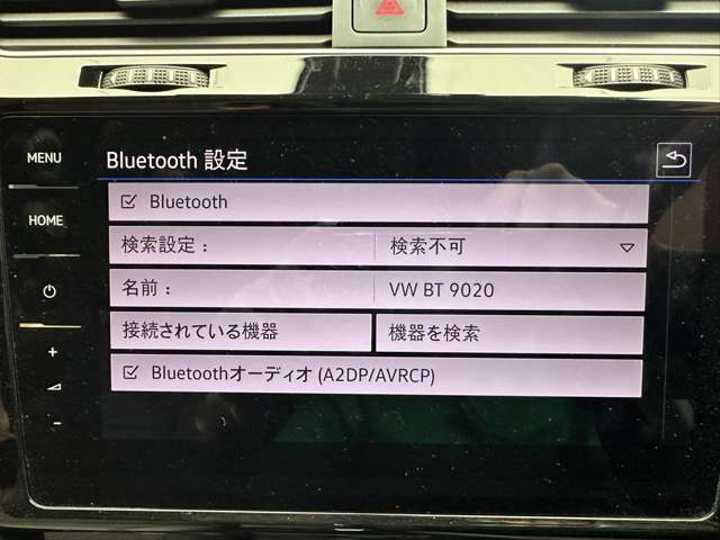 MENU
Bluetooth 設定
Bluetooth
HOME
検索設定 : 検索不可
名前 : VW BT 9020
接続されている機器 機器を検索
+
Bluetoothオーディオ (A2DP/AVRCP)
-